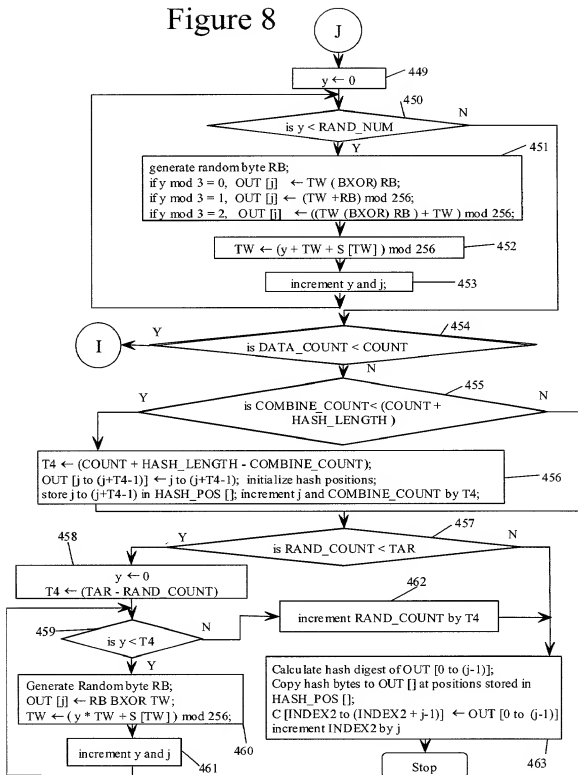 Figure 8
J
y ← 0
449
450
N
is y < RAND_NUM
Y
451
generate random byte RB;
if y mod 3 = 0, OUT [j] ← TW (BXOR) RB;
if y mod 3 = 1, OUT [j] ← (TW +RB) mod 256;
if y mod 3 = 2, OUT [j] ← ((TW (BXOR) RB ) + TW ) mod 256;
TW ← (y + TW + S [TW] ) mod 256
452
increment y and j;
453
454
Y
I
is DATA_COUNT < COUNT
N
455
Y
N
is COMBINE_COUNT< (COUNT +
HASH_LENGTH )
T4 ← (COUNT + HASH_LENGTH - COMBINE_COUNT);
OUT [j to (j+T4-1)] ← j to (j+T4-1); initialize hash positions;
store j to (j+T4-1) in HASH_POS []; increment j and COMBINE_COUNT by T4;
456
457
458
Y
N
is RAND_COUNT < TAR
y ← 0
T4 ← (TAR - RAND_COUNT)
462
increment RAND_COUNT by T4
459
is y < T4
N
Y
Generate Random byte RB;
OUT [j] ← RB BXOR TW;
TW ← ( y * TW + S [TW] ) mod 256;
460
Calculate hash digest of OUT [0 to (j-1)];
Copy hash bytes to OUT [] at positions stored in
HASH_POS [];
C [INDEX2 to (INDEX2 + j-1)] ← OUT [0 to (j-1)]
increment INDEX2 by j
463
increment y and j
461
Stop